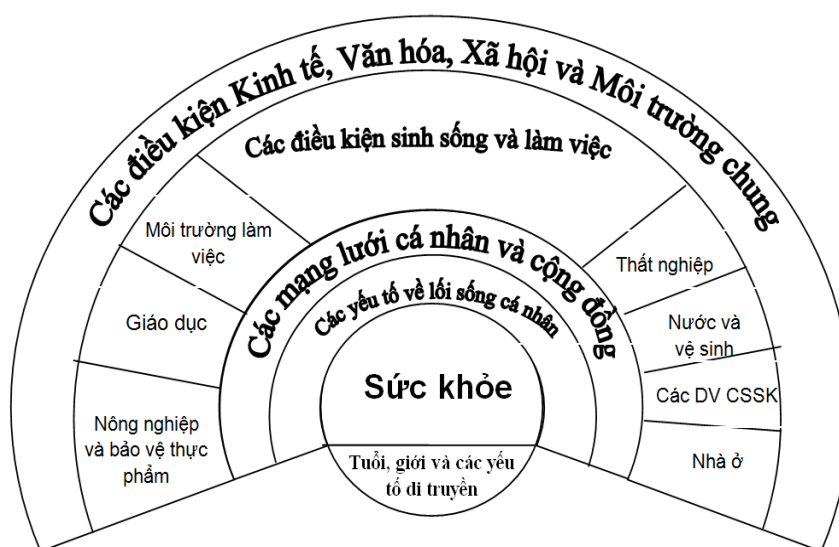 Các điều kiện Kinh tế, Văn hóa, Xã hội và Môi trường chung
Các điều kiện sinh sống và làm việc
Môi trường làm
việc
Giáo dục
Nông nghiệp
và bảo vệ thực
phẩm
Các mạng lưới cá nhân và cộng đồng
Các yếu tố về lối sống cá nhân
Sức khỏe
Tuổi, giới và các yếu
tố di truyền
Thất nghiệp
Nước và
vệ sinh
Các DV CSSK
Nhà ở